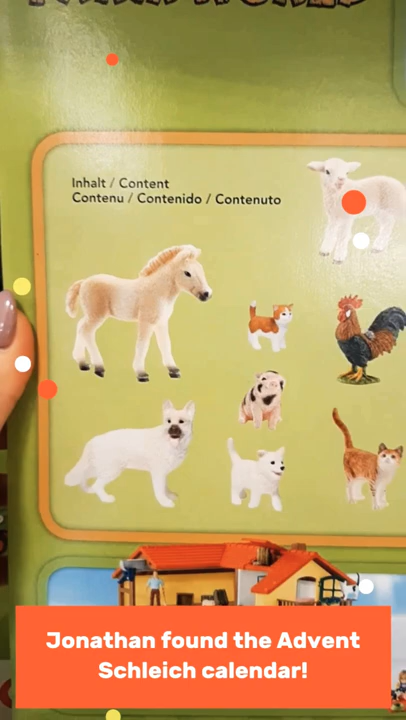 Inhalt / Content
Contenu / Contenido / Contenuto
Jonathan found the Advent
Schleich calendar!